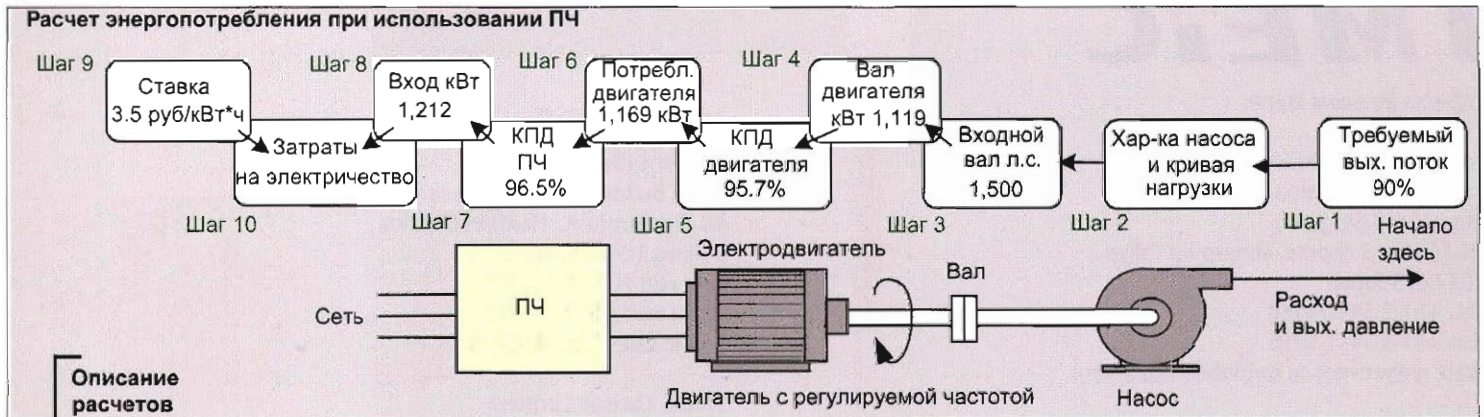 Расчет энергопотребления при использовании ПЧ
Шаг 9
Ставка
3.5 руб/кВт*ч
Шаг 8
Вход кВт
1,212
Шаг 6
Потребл.
двигателя
1,169 кВт
Шаг 4
Вал
двигателя
кВт 1,119
Затраты
на электричество
КПД
ПЧ
96.5%
КПД
двигателя
95.7%
Входной
вал л.с.
1,500
Хар-ка насоса
и кривая
нагрузки
Требуемый
вых. поток
90%
Шаг 10
Шаг 7
Шаг 5
Шаг 3
Шаг 2
Шаг 1
Начало
здесь
Сеть
ПЧ
Электродвигатель
Вал
Расход
и вых. давление
Двигатель с регулируемой частотой
Насос
Описание
расчетов